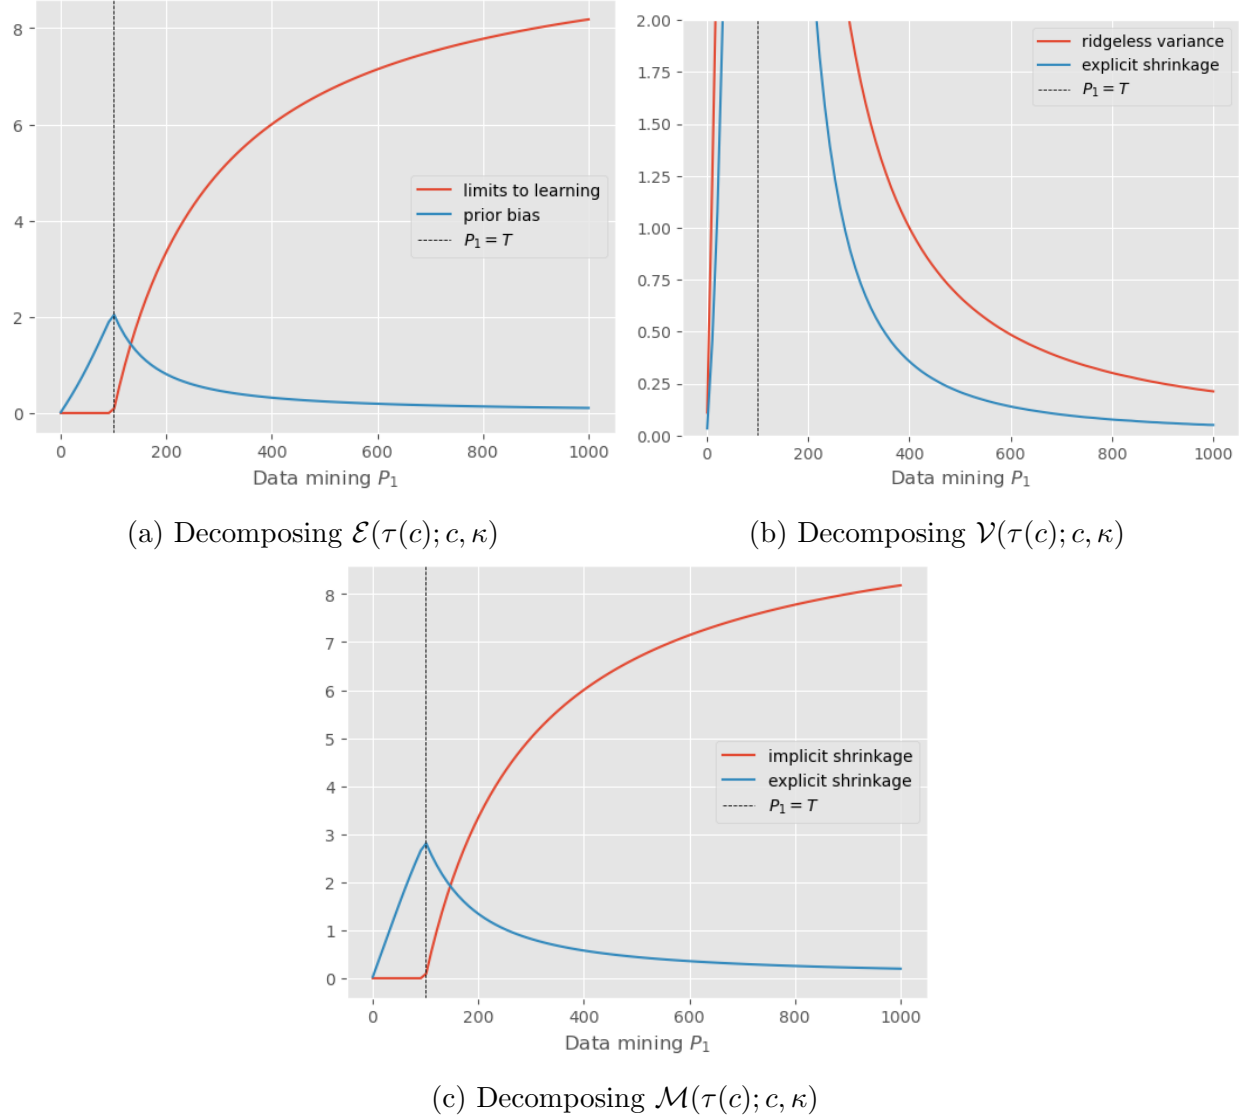 8
6
4
2
0
limits to learning
prior bias
P₁ = T
0 200 400 600 800 1000
Data mining P₁
(a) Decomposing ℰ(τ(c); c, κ)
2.00
1.75
1.50
1.25
1.00
0.75
0.50
0.25
0.00
ridgeless variance
explicit shrinkage
P₁ = T
0 200 400 600 800 1000
Data mining P₁
(b) Decomposing 𝒱(τ(c); c, κ)
8
7
6
5
4
3
2
1
0
implicit shrinkage
explicit shrinkage
P₁ = T
0 200 400 600 800 1000
Data mining P₁
(c) Decomposing ℳ(τ(c); c, κ)